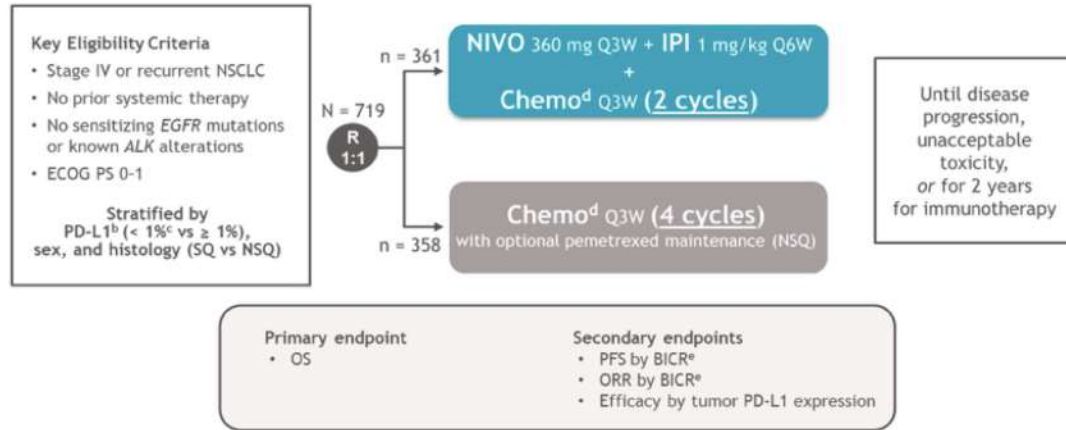 Key Eligibility Criteria
• Stage IV or recurrent NSCLC
• No prior systemic therapy
• No sensitizing EGFR mutations
or known ALK alterations
• ECOG PS 0-1
Stratified by
PD-L1ᵇ (< 1%ᶜ vs ≥ 1%),
sex, and histology (SQ vs NSQ)
N = 719
R
1:1
n = 361
NIVO 360 mg Q3W + IPI 1 mg/kg Q6W
+
Chemoᵈ Q3W (2 cycles)
n = 358
Chemoᵈ Q3W (4 cycles)
with optional pemetrexed maintenance (NSQ)
Until disease
progression,
unacceptable
toxicity,
or for 2 years
for immunotherapy
Primary endpoint
• OS
Secondary endpoints
• PFS by BICRᵉ
• ORR by BICRᵉ
• Efficacy by tumor PD-L1 expression